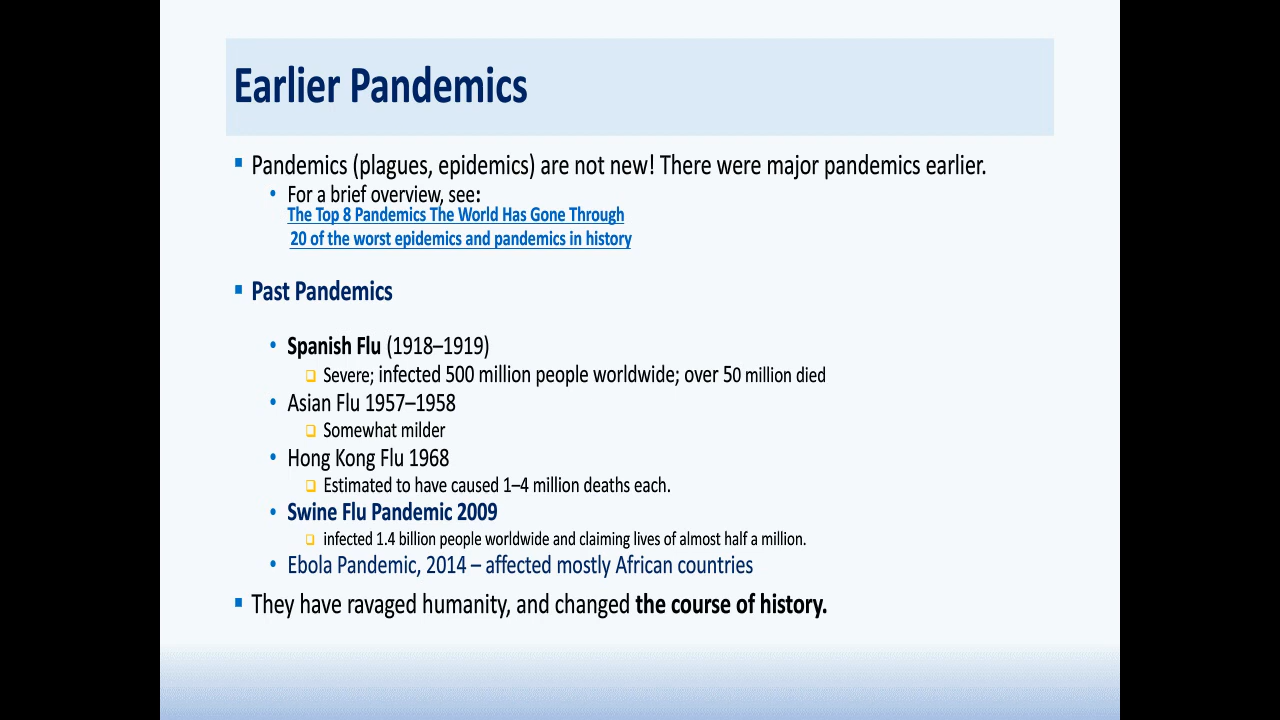 Earlier Pandemics
Pandemics (plagues, epidemics) are not new! There were major pandemics earlier.
For a brief overview, see:
The Top 8 Pandemics The World Has Gone Through
20 of the worst epidemics and pandemics in history
Past Pandemics
Spanish Flu (1918–1919)
Severe; infected 500 million people worldwide; over 50 million died
Asian Flu 1957–1958
Somewhat milder
Hong Kong Flu 1968
Estimated to have caused 1–4 million deaths each.
Swine Flu Pandemic 2009
infected 1.4 billion people worldwide and claiming lives of almost half a million.
Ebola Pandemic, 2014 – affected mostly African countries
They have ravaged humanity, and changed the course of history.